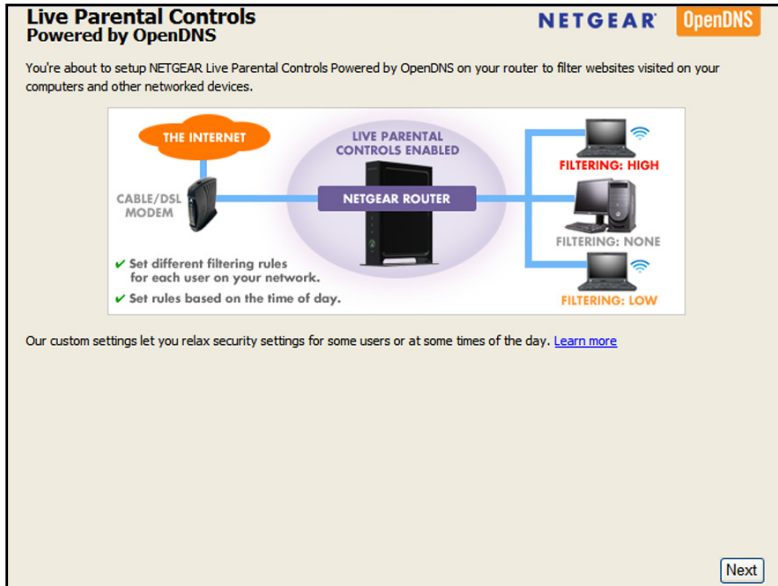 Live Parental Controls
Powered by OpenDNS
NETGEAR
OpenDNS
You're about to setup NETGEAR Live Parental Controls Powered by OpenDNS on your router to filter websites visited on your
computers and other networked devices.
THE INTERNET
CABLE/DSL
MODEM
LIVE PARENTAL
CONTROLS ENABLED
NETGEAR ROUTER
FILTERING: HIGH
FILTERING: NONE
FILTERING: LOW
✓ Set different filtering rules
for each user on your network.
✓ Set rules based on the time of day.
Our custom settings let you relax security settings for some users or at some times of the day. Learn more
Next